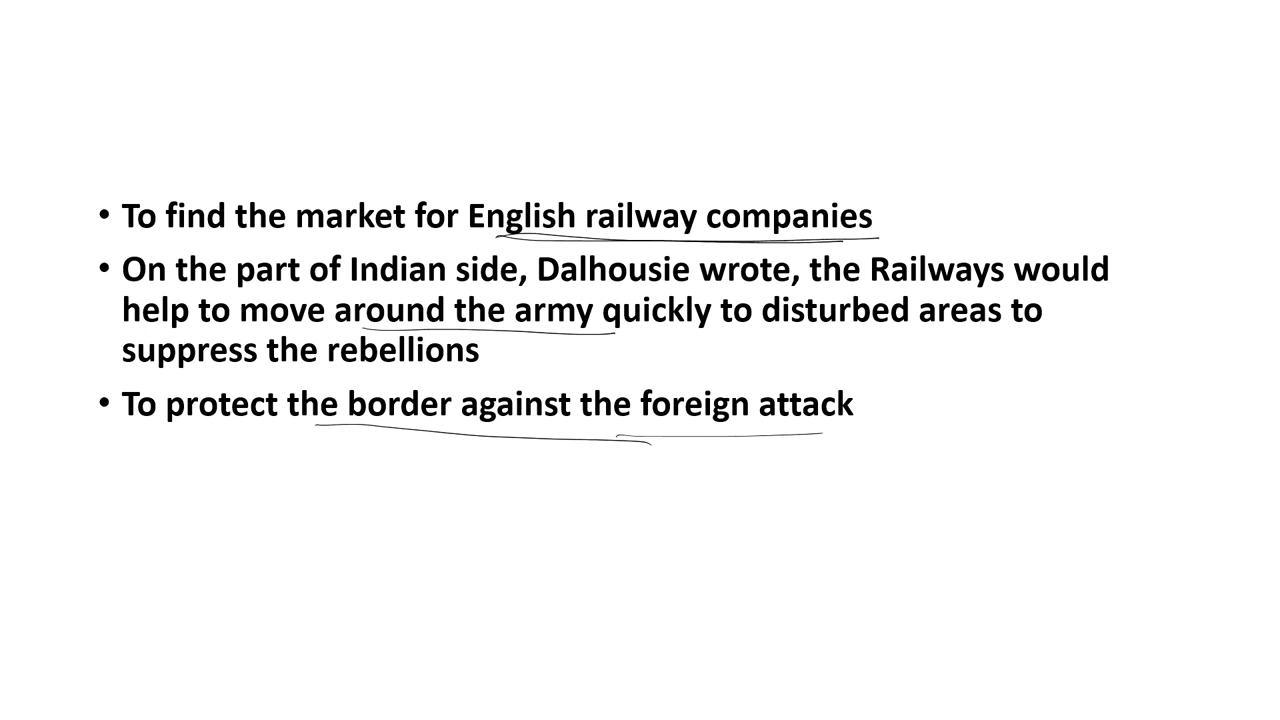 • To find the market for English railway companies
• On the part of Indian side, Dalhousie wrote, the Railways would
help to move around the army quickly to disturbed areas to
suppress the rebellions
• To protect the border against the foreign attack